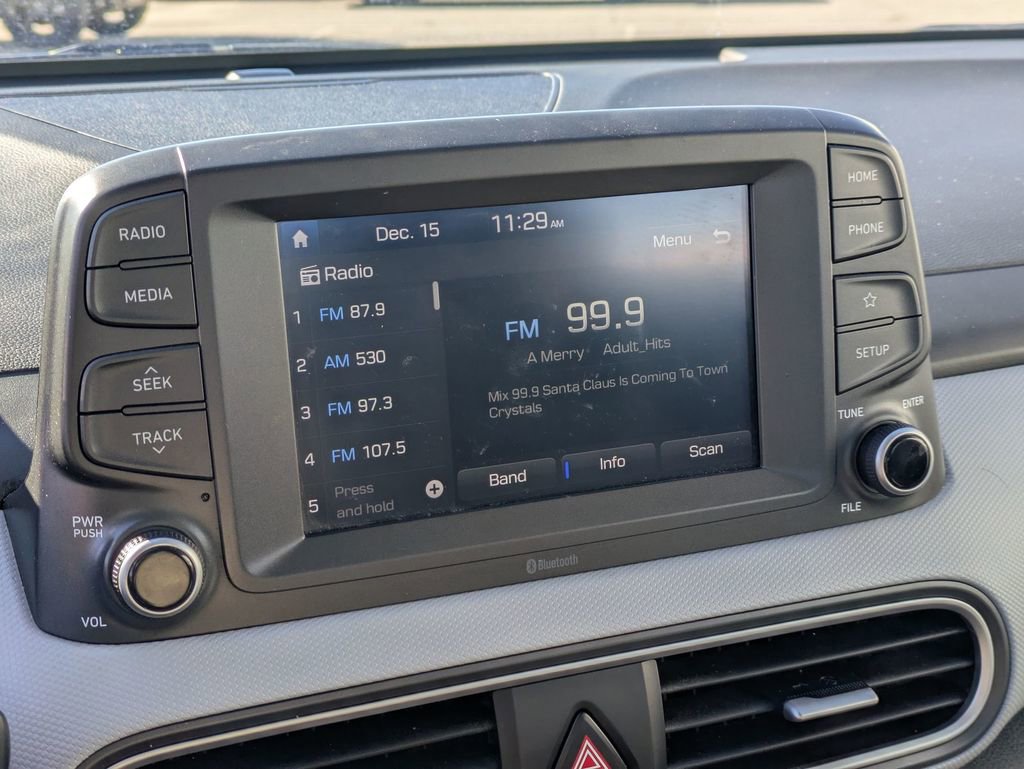 RADIO
MEDIA
SEEK
TRACK
PWR
PUSH
VOL
Dec. 15
11:29 AM
Menu
Radio
1 FM 87.9
2 AM 530
3 FM 97.3
4 FM 107.5
5 Press
and hold
FM 99.9
A Merry Adult_Hits
Mix 99.9 Santa Claus Is Coming To Town
Crystals
Band
Info
Scan
Bluetooth
HOME
PHONE
SETUP
TUNE
ENTER
FILE